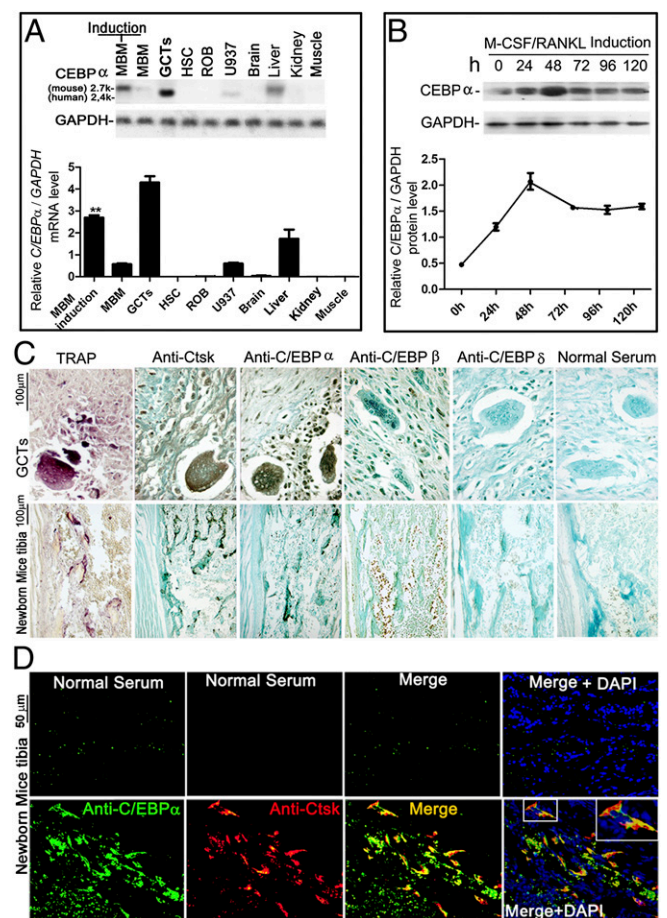 A
Induction
MBM
MBM
GCTs
HSC
ROB
U937
Brain
Liver
Kidney
Muscle
CEBP α
(mouse) 2.7k-
(human) 2,4k-
GAPDH-
Relative C/EBPα / GAPDH
mRNA level
5
4
3
2
1
0
**
MBM induction
MBM
GCTs
HSC
ROB
U937
Brain
Liver
Kidney
Muscle
B
M-CSF/RANKL Induction
h 0 24 48 72 96 120
CEBP α-
GAPDH-
Relative C/EBPα / GAPDH
protein level
2.5
2.0
1.5
1.0
0.5
0.0
0h 24h 48h 72h 96h 120h
C
TRAP Anti-Ctsk Anti-C/EBP α Anti-C/EBP β Anti-C/EBP δ Normal Serum
100μm
GCTs
100μm
Newborn Mice tibia
D
Normal Serum Normal Serum Merge Merge + DAPI
50 μm
Newborn Mice tibia
Anti-C/EBPα Anti-Ctsk Merge
Merge+DAPI